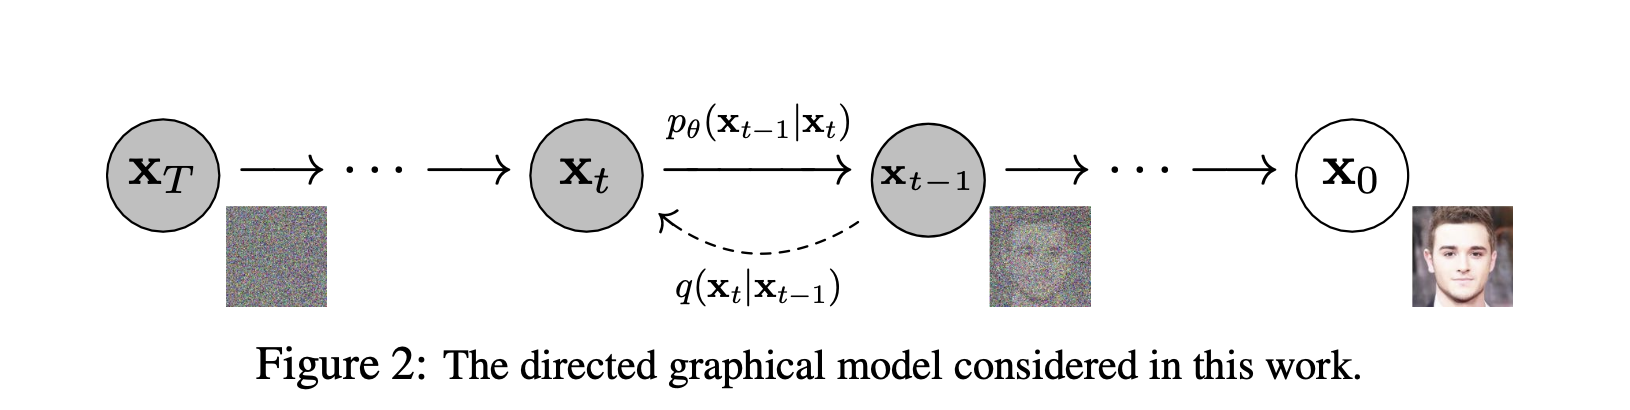 p_θ(x_{t−1}|x_t)
x_T ⟶ ··· ⟶ x_t ⟶ x_{t−1} ⟶ ··· ⟶ x_0
q(x_t|x_{t−1})
Figure 2: The directed graphical model considered in this work.